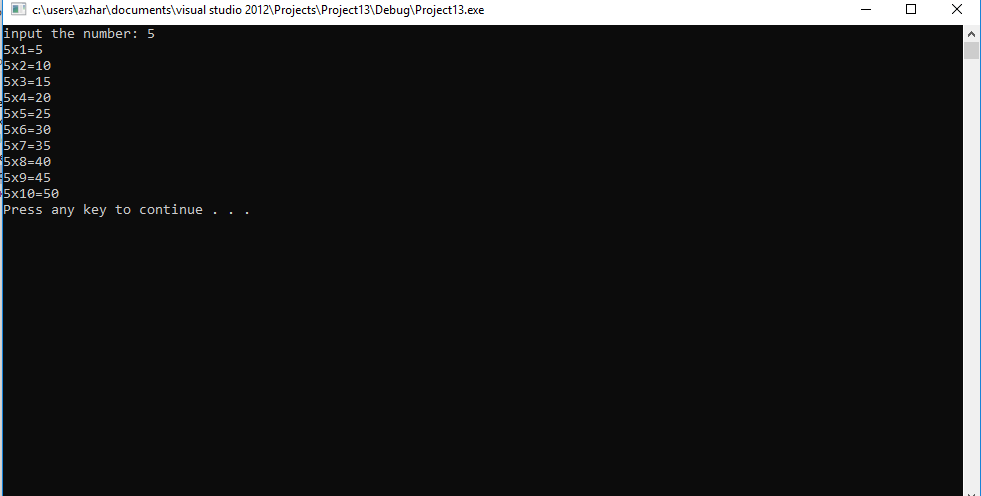 c:\users\azhar\documents\visual studio 2012\Projects\Project13\Debug\Project13.exe
input the number: 5
5x1=5
5x2=10
5x3=15
5x4=20
5x5=25
5x6=30
5x7=35
5x8=40
5x9=45
5x10=50
Press any key to continue . . .